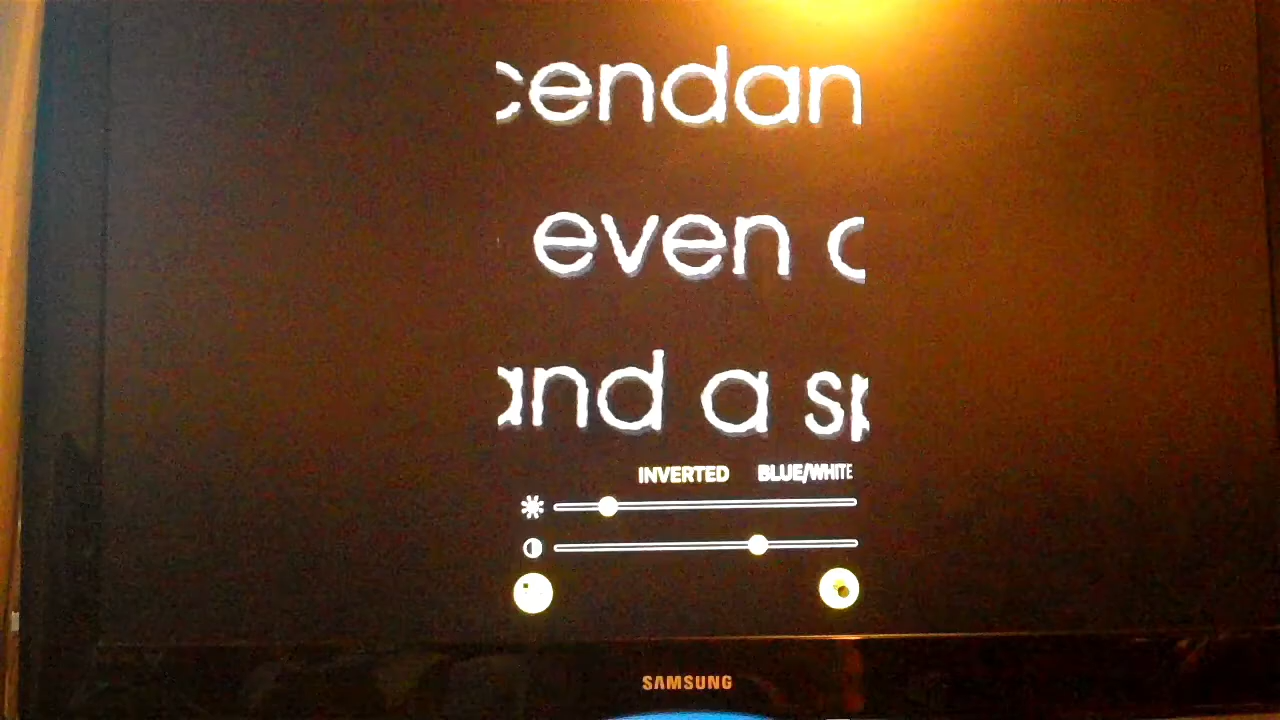 cendan
even c
and a sp
INVERTED BLUE/WHITE
SAMSUNG